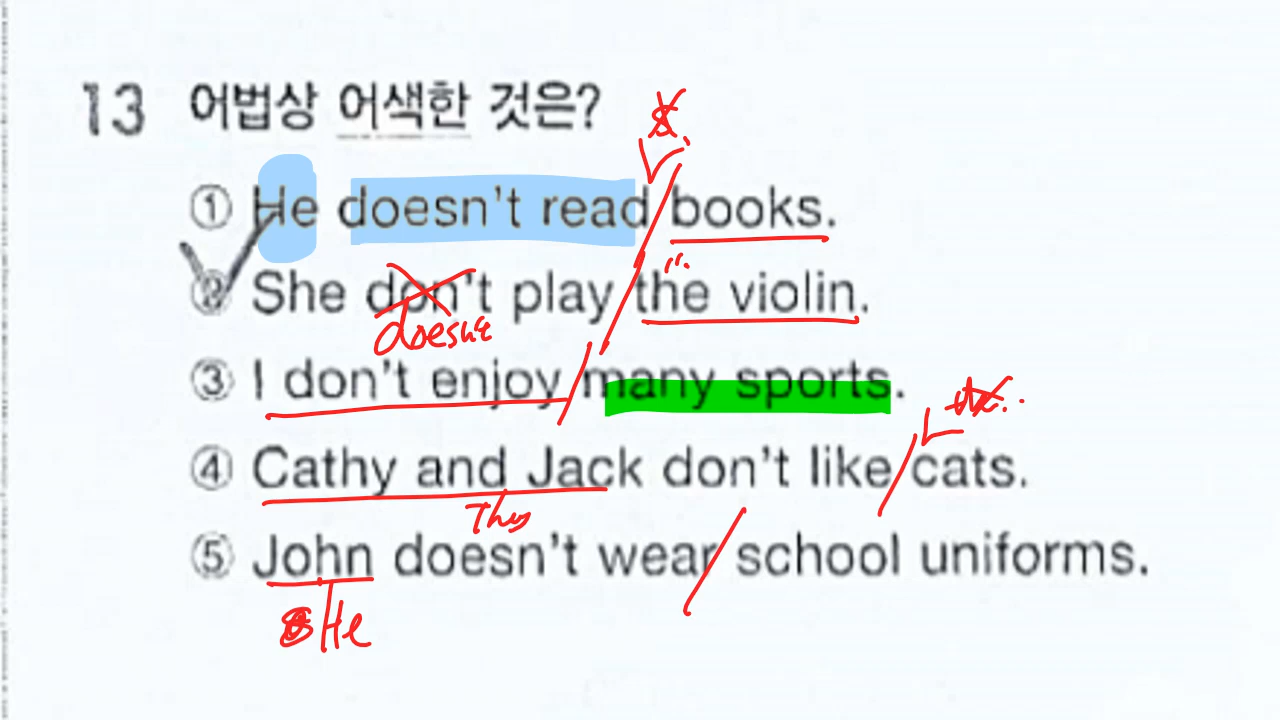 13 어법상 어색한 것은?
① He doesn't read books.
② She don't play the violin.
doesn't
③ I don't enjoy many sports.
④ Cathy and Jack don't like cats.
They
⑤ John doesn't wear school uniforms.
He